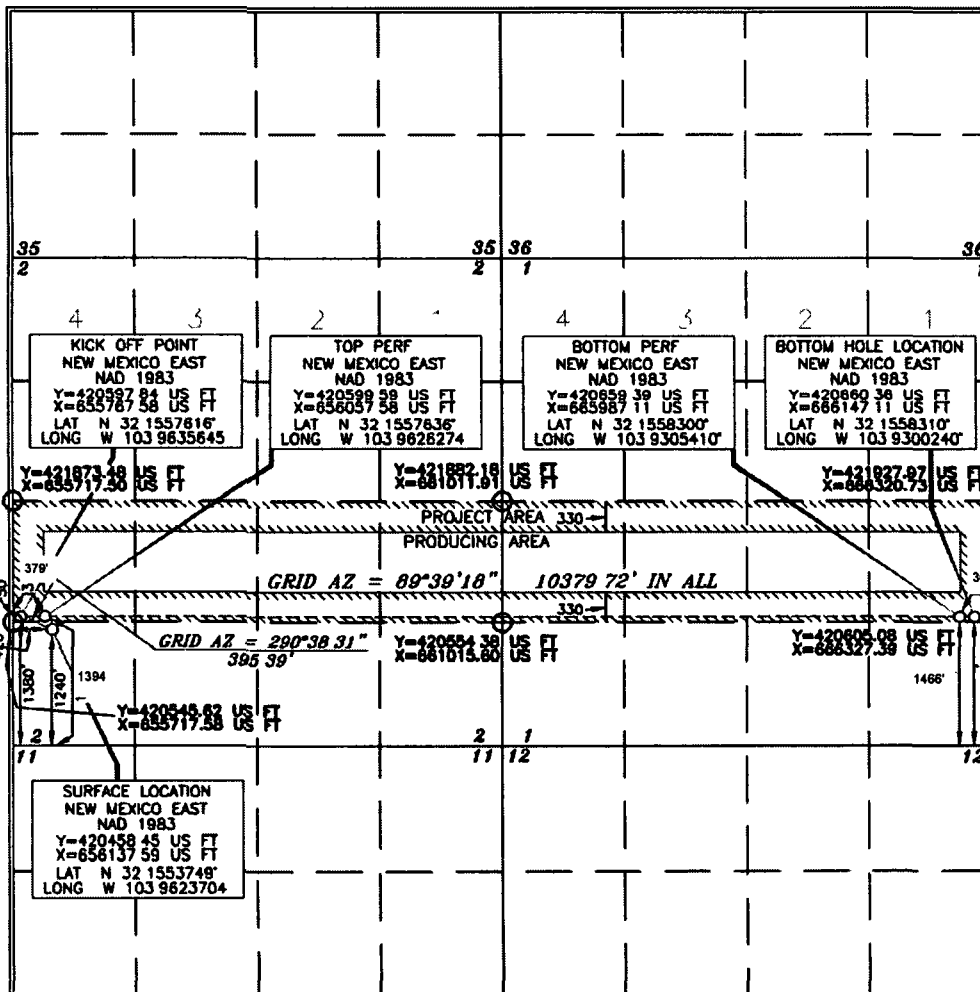 35
2
35
2
36
1
36
4
3
2
4
3
2
1
KICK OFF POINT
NEW MEXICO EAST
NAD 1983
Y=420597 84 US FT
X=655767 58 US FT
LAT N 32 1557616°
LONG W 103 9635645
TOP PERF
NEW MEXICO EAST
NAD 1983
Y=420599 59 US FT
X=656057 58 US FT
LAT N 32 1557636°
LONG W 103 9626274
BOTTOM PERF
NEW MEXICO EAST
NAD 1983
Y=420659 39 US FT
X=665987 11 US FT
LAT N 32 1558300°
LONG W 103 9305410°
BOTTOM HOLE LOCATION
NEW MEXICO EAST
NAD 1983
Y=420660 36 US FT
X=666147 11 US FT
LAT N 32 1558310°
LONG W 103 9300240°
Y=421873.48 US FT
X=655717.50 US FT
Y=421882.18 US FT
X=661011.91 US FT
Y=421927.97 US FT
X=666320.73 US FT
PROJECT AREA
330
PRODUCING AREA
379'
GRID AZ = 89°39'18" 10379 72' IN ALL
330
GRID AZ = 290°38 31"
395 39'
Y=420554.38 US FT
X=661015.60 US FT
Y=420605.08 US FT
X=666327.39 US FT
1380'
1240'
1394
1466'
Y=420545.62 US FT
X=655717.58 US FT
2
11
2
11
1
12
12
SURFACE LOCATION
NEW MEXICO EAST
NAD 1983
Y=420458 45 US FT
X=656137 59 US FT
LAT N 32 1553749°
LONG W 103 9623704